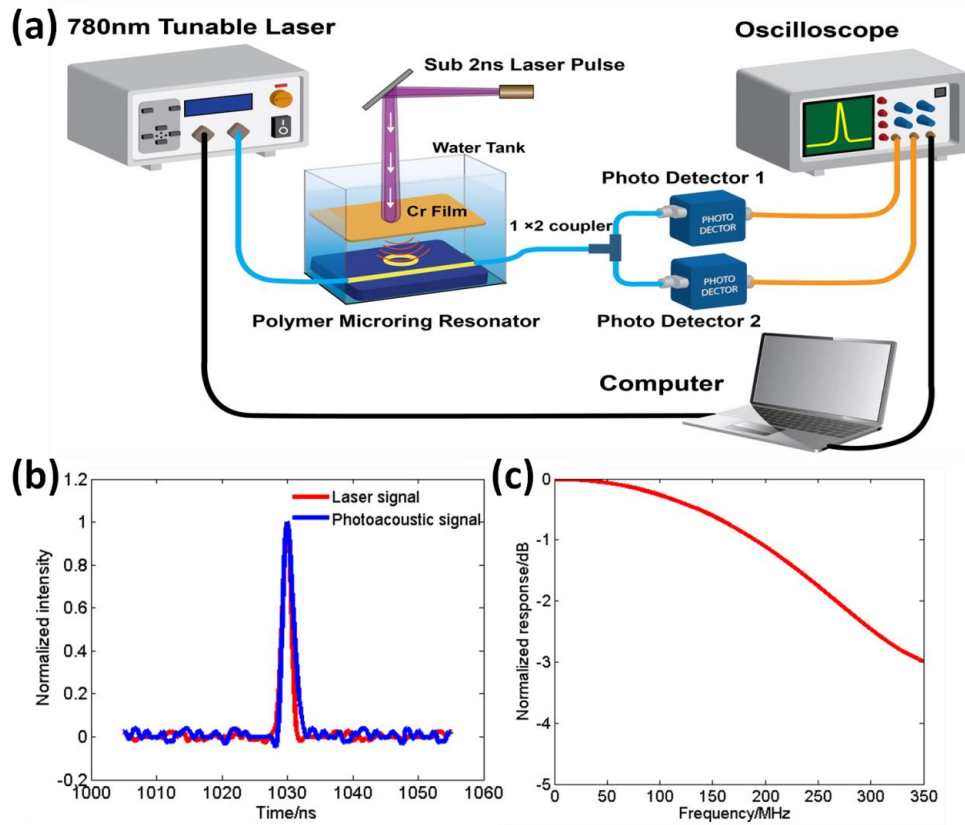 (a) 780nm Tunable Laser
Oscilloscope
Sub 2ns Laser Pulse
Water Tank
Cr Film
Photo Detector 1
1 ×2 coupler
PHOTO
DECTOR
PHOTO
DECTOR
Polymer Microring Resonator
Photo Detector 2
Computer
(b)
1.2
1
0.8
0.6
0.4
0.2
0
-0.2
Normalized intensity
Laser signal
Photoacoustic signal
1000 1010 1020 1030 1040 1050 1060
Time/ns
(c)
0
-1
-2
-3
-4
-5
Normalized response/dB
0 50 100 150 200 250 300 350
Frequency/MHz